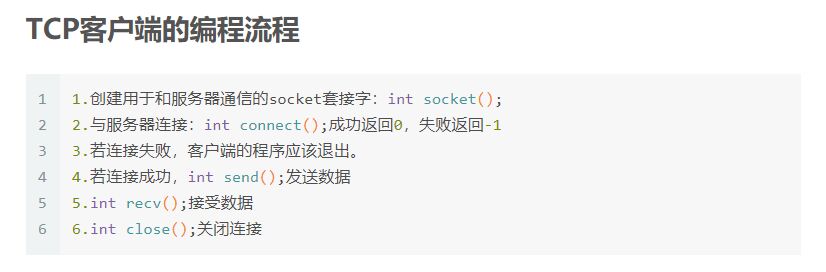 TCP客户端的编程流程
1 1.创建用于和服务器通信的socket套接字：int socket();
2 2.与服务器连接：int connect();成功返回0，失败返回-1
3 3.若连接失败，客户端的程序应该退出。
4 4.若连接成功，int send();发送数据
5 5.int recv();接受数据
6 6.int close();关闭连接